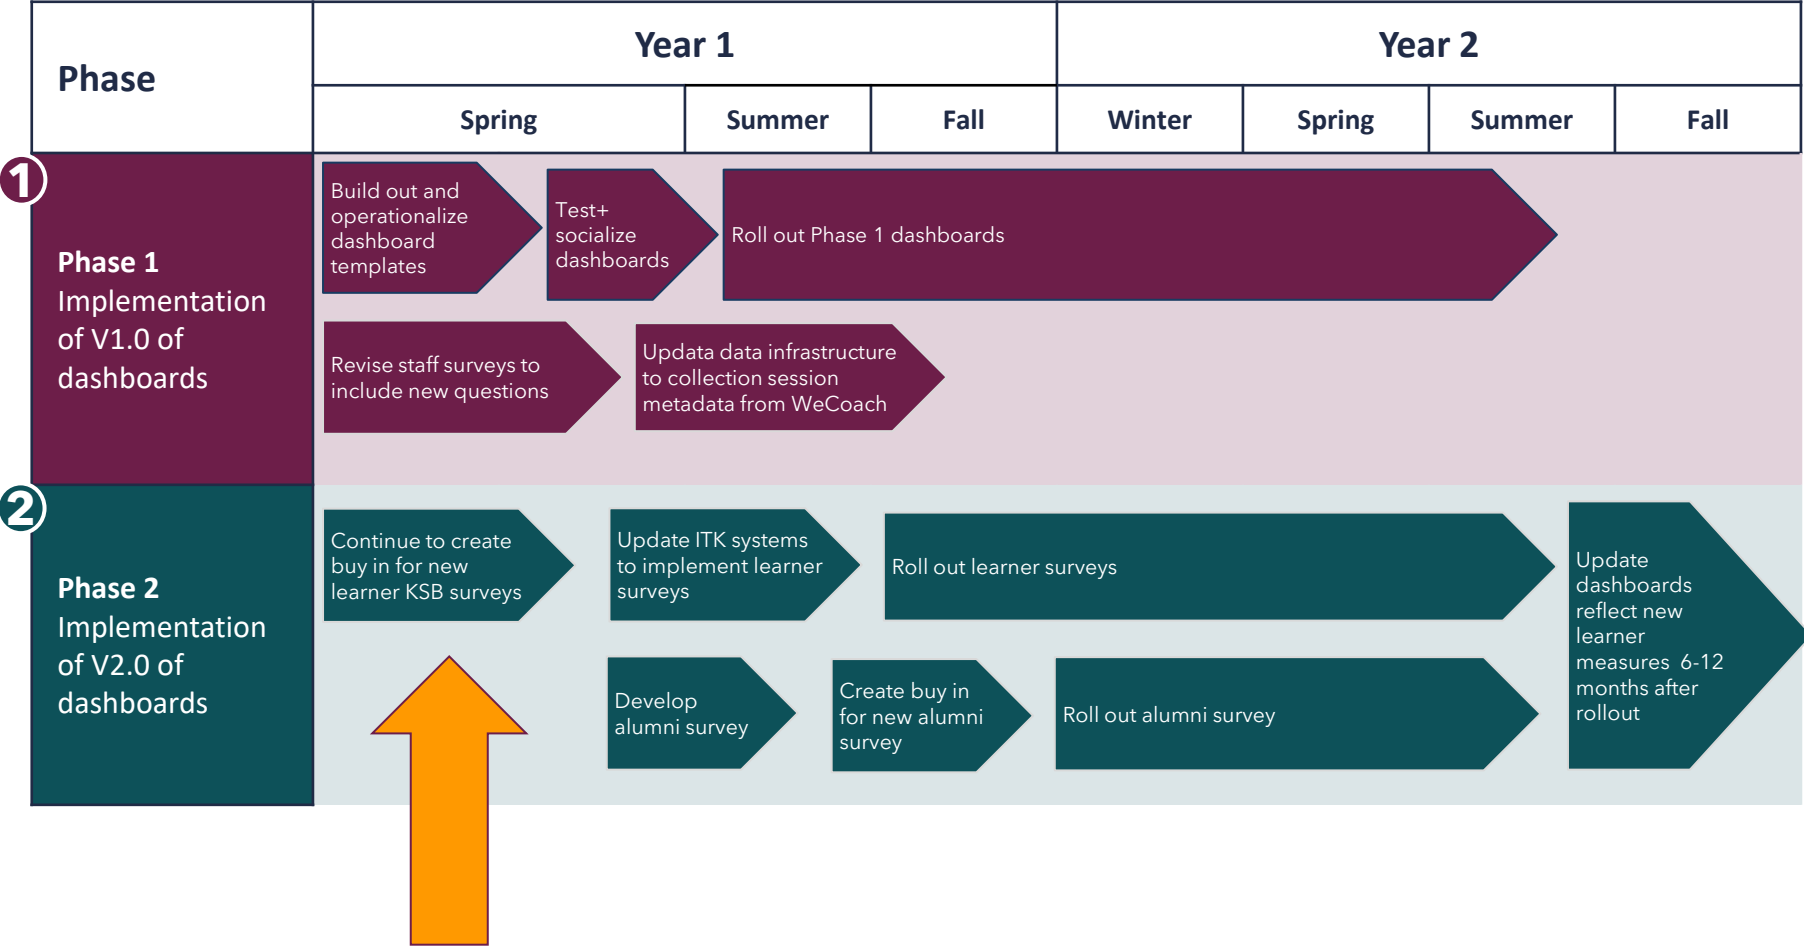 Phase
Year 1
Year 2
Spring
Summer
Fall
Winter
Spring
Summer
Fall
1
Phase 1
Implementation
of V1.0 of
dashboards
Build out and
operationalize
dashboard
templates
Test+
socialize
dashboards
Roll out Phase 1 dashboards
Revise staff surveys to
include new questions
Updata data infrastructure
to collection session
metadata from WeCoach
2
Phase 2
Implementation
of V2.0 of
dashboards
Continue to create
buy in for new
learner KSB surveys
Update ITK systems
to implement learner
surveys
Roll out learner surveys
Develop
alumni survey
Create buy in
for new alumni
survey
Roll out alumni survey
Update
dashboards
reflect new
learner
measures 6-12
months after
rollout